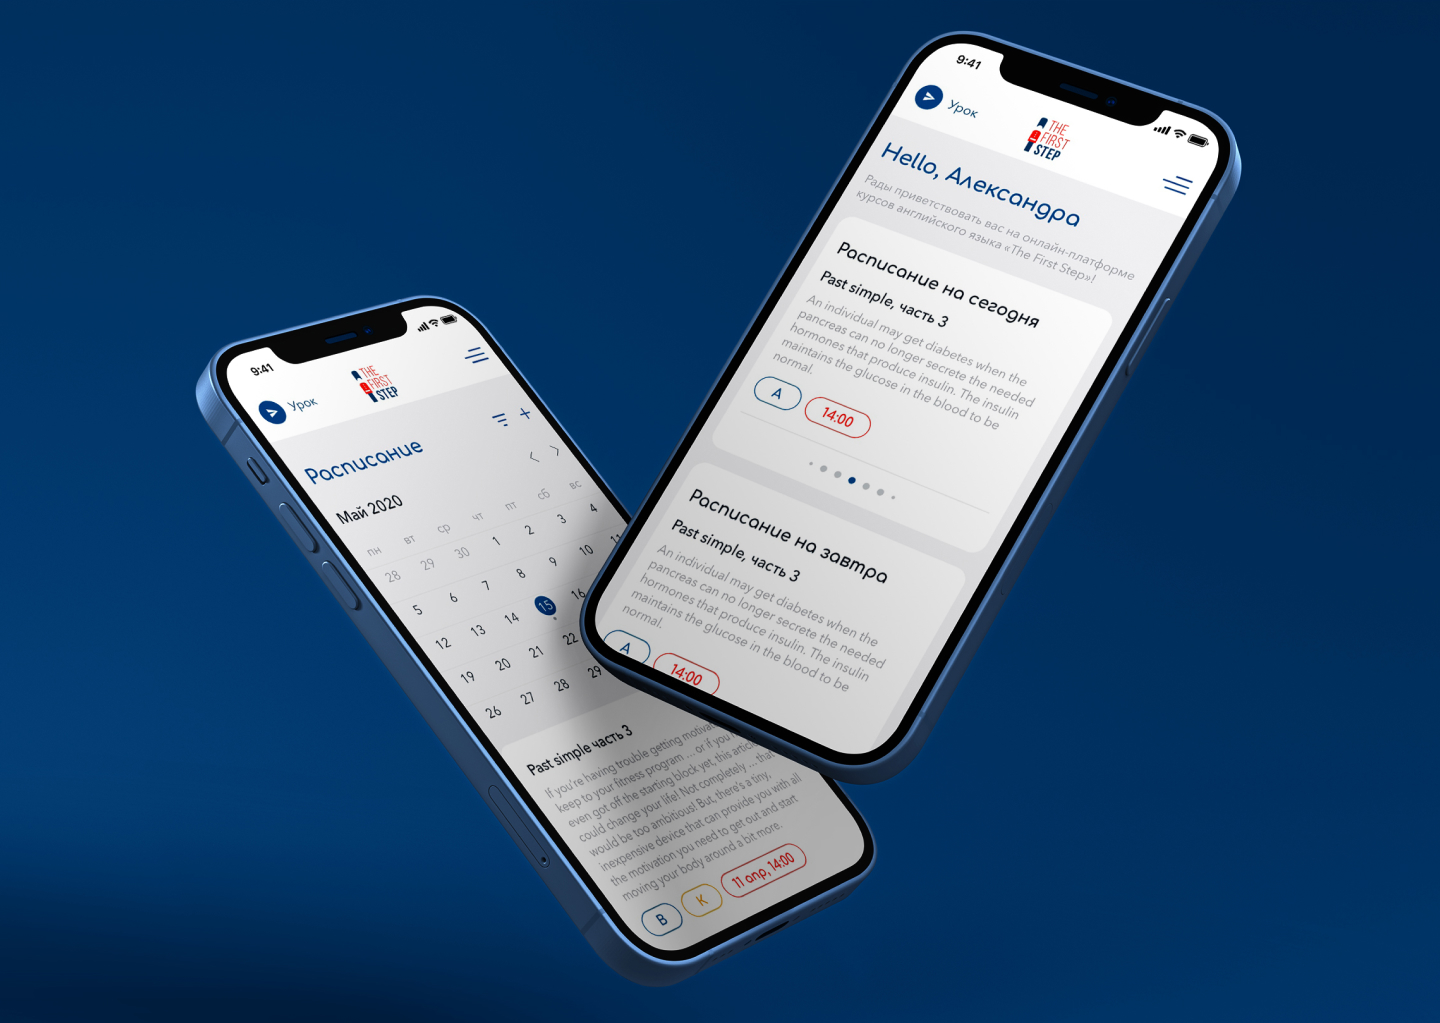 9:41
Урок
THE
FIRST
STEP
Расписание
Май 2020
пн вт ср чт пт сб вс
28 29 30 1 2 3 4
5 6 7 8 9 10 11
12 13 14 15 16
19 20 21 22
26 27 28 29
Past simple часть 3
If you're having trouble getting
keep to your fitness program ... or if you
even got off the starting block yet, this
could change your life! Not completely ... that
would be too ambitious! But, there's a tiny,
inexpensive device that can provide you with all
the motivation you need to get out and start
moving your body around a bit more.
B K 11 апр, 14:00
9:41
Урок
THE
FIRST
STEP
Hello, Александра
Рады приветствовать вас на онлайн-платформе
курсов английского языка «The First Step»!
Расписание на сегодня
Past simple, часть 3
An individual may get diabetes when the
pancreas can no longer secrete the needed
hormones that produce insulin. The insulin
maintains the glucose in the blood to be
normal.
A 14:00
Расписание на завтра
Past simple, часть 3
An individual may get diabetes when the
pancreas can no longer secrete the needed
hormones that produce insulin. The insulin
maintains the glucose in the blood to be
normal.
A 14:00